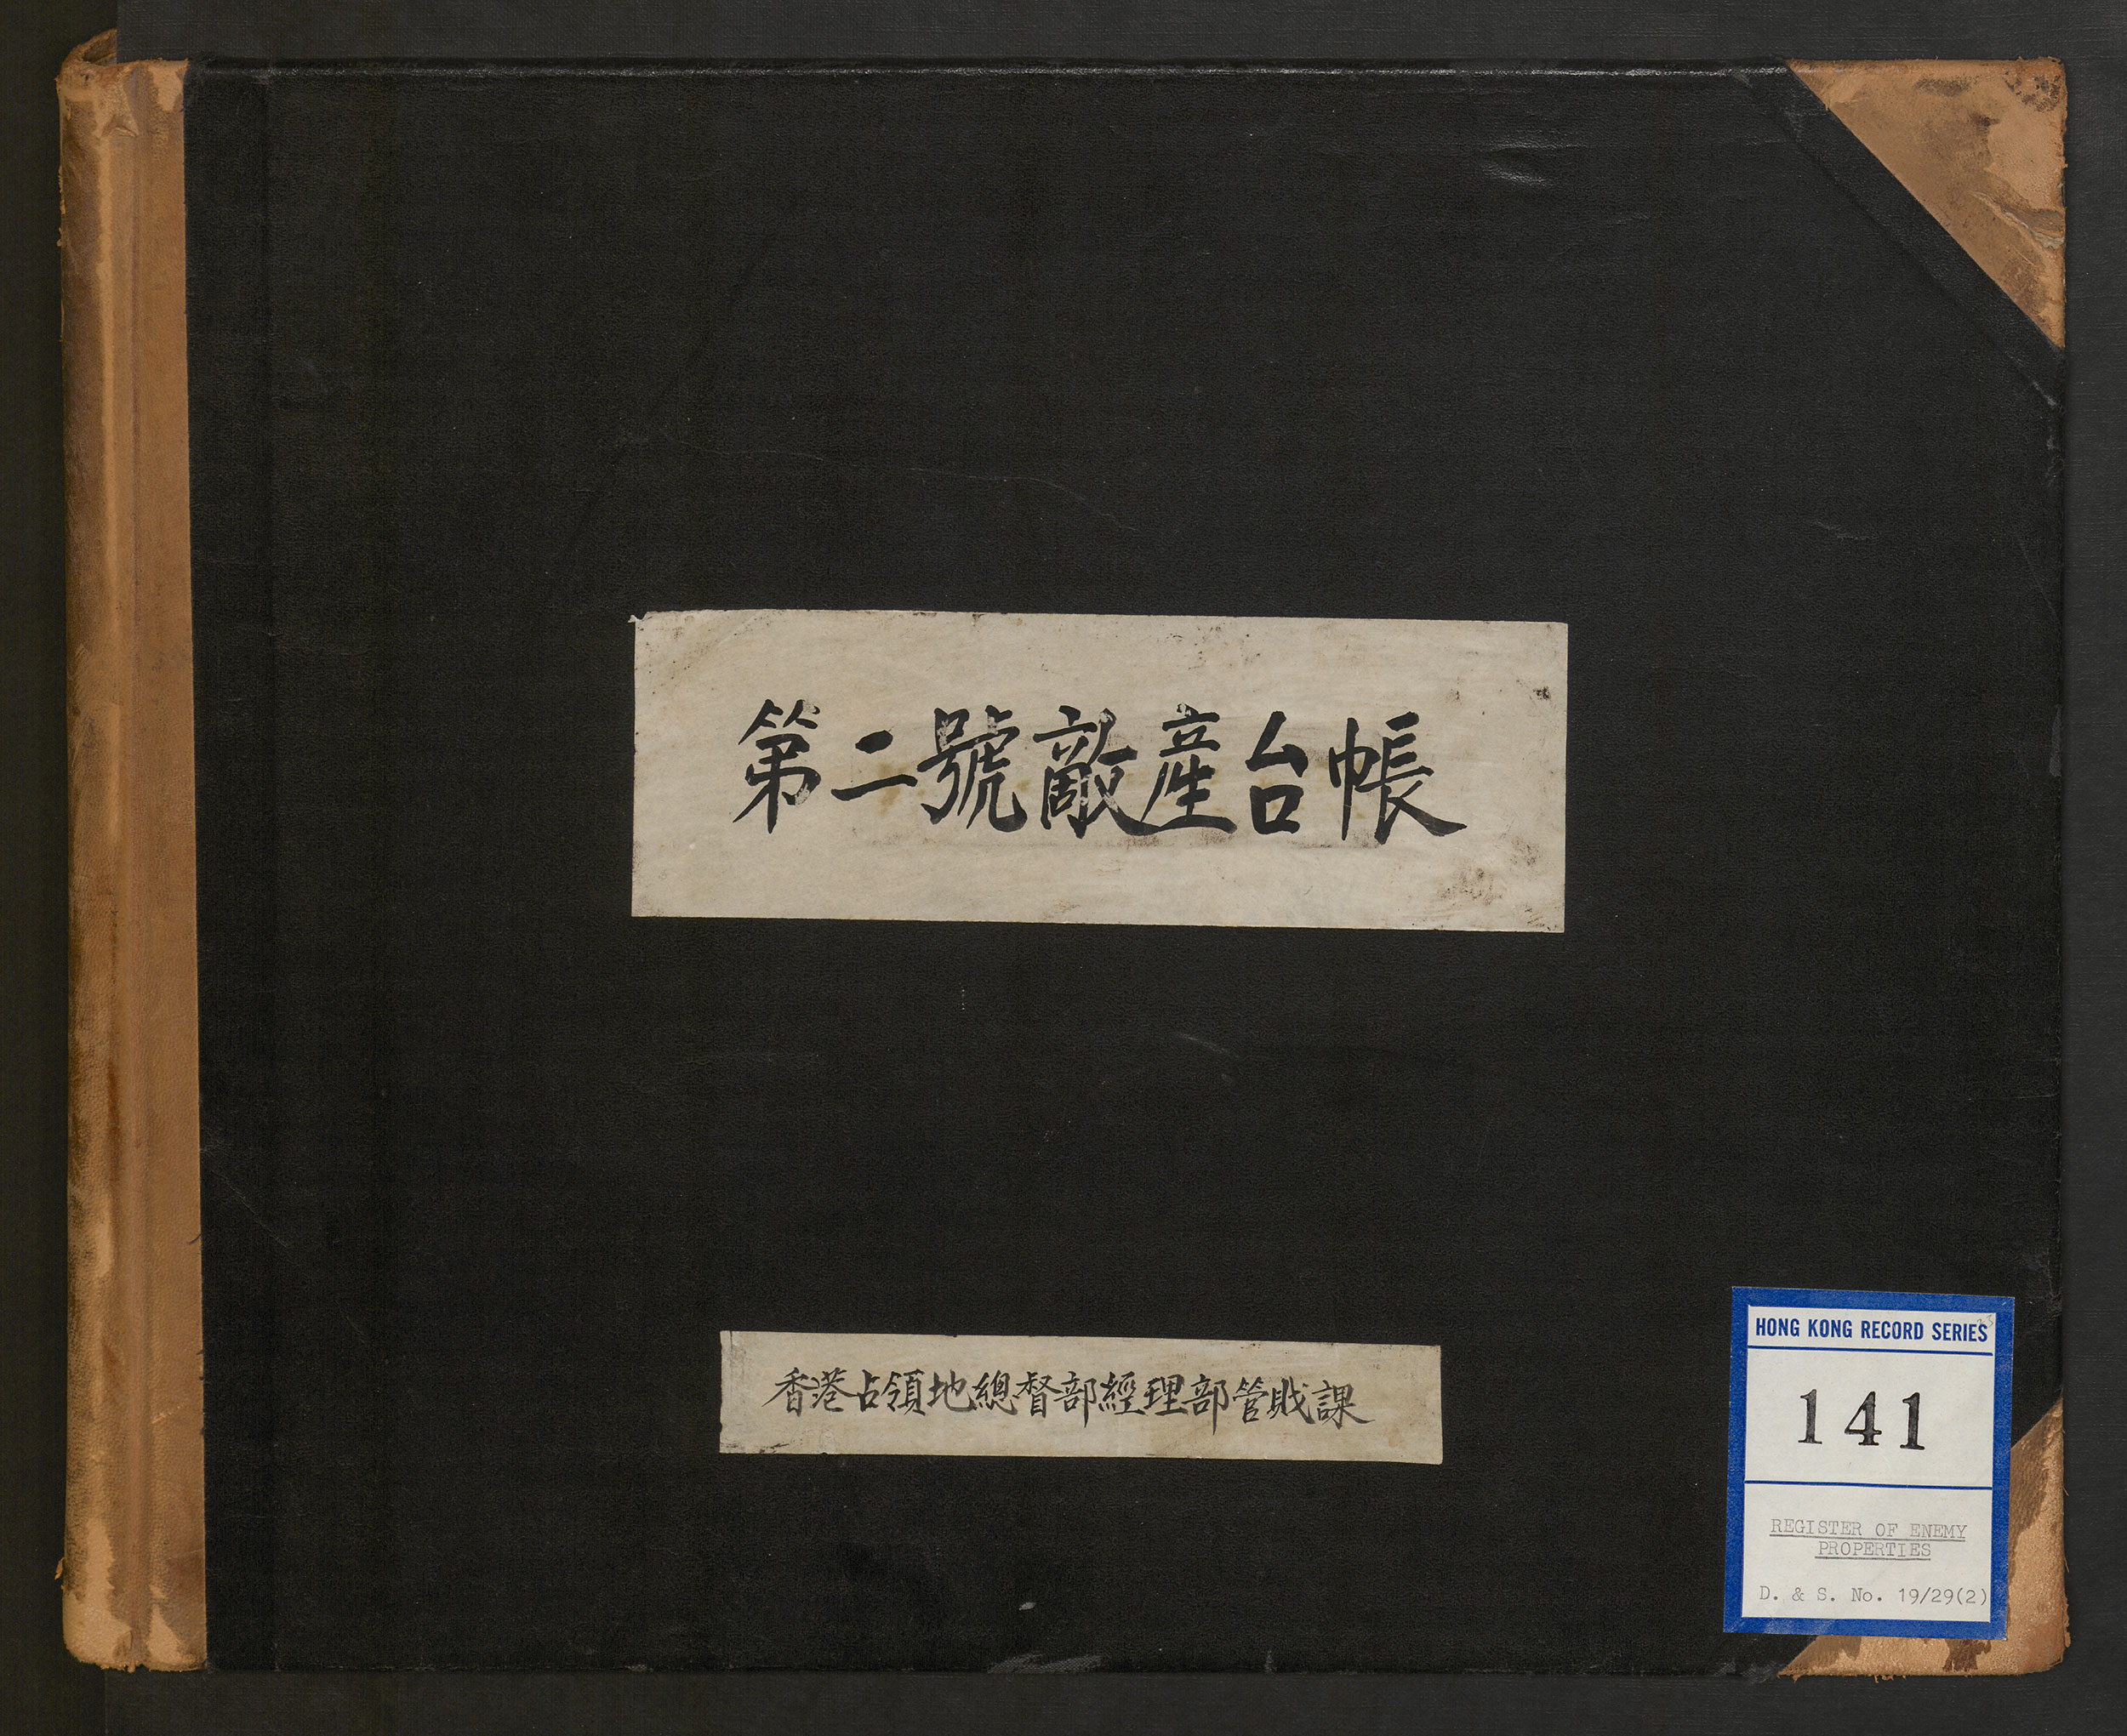 第二號敵產台帳
香港占領地總督部經理部管財課
HONG KONG RECORD SERIES
141
REGISTER OF ENEMY
PROPERTIES
D. & S. No. 19/29(2)